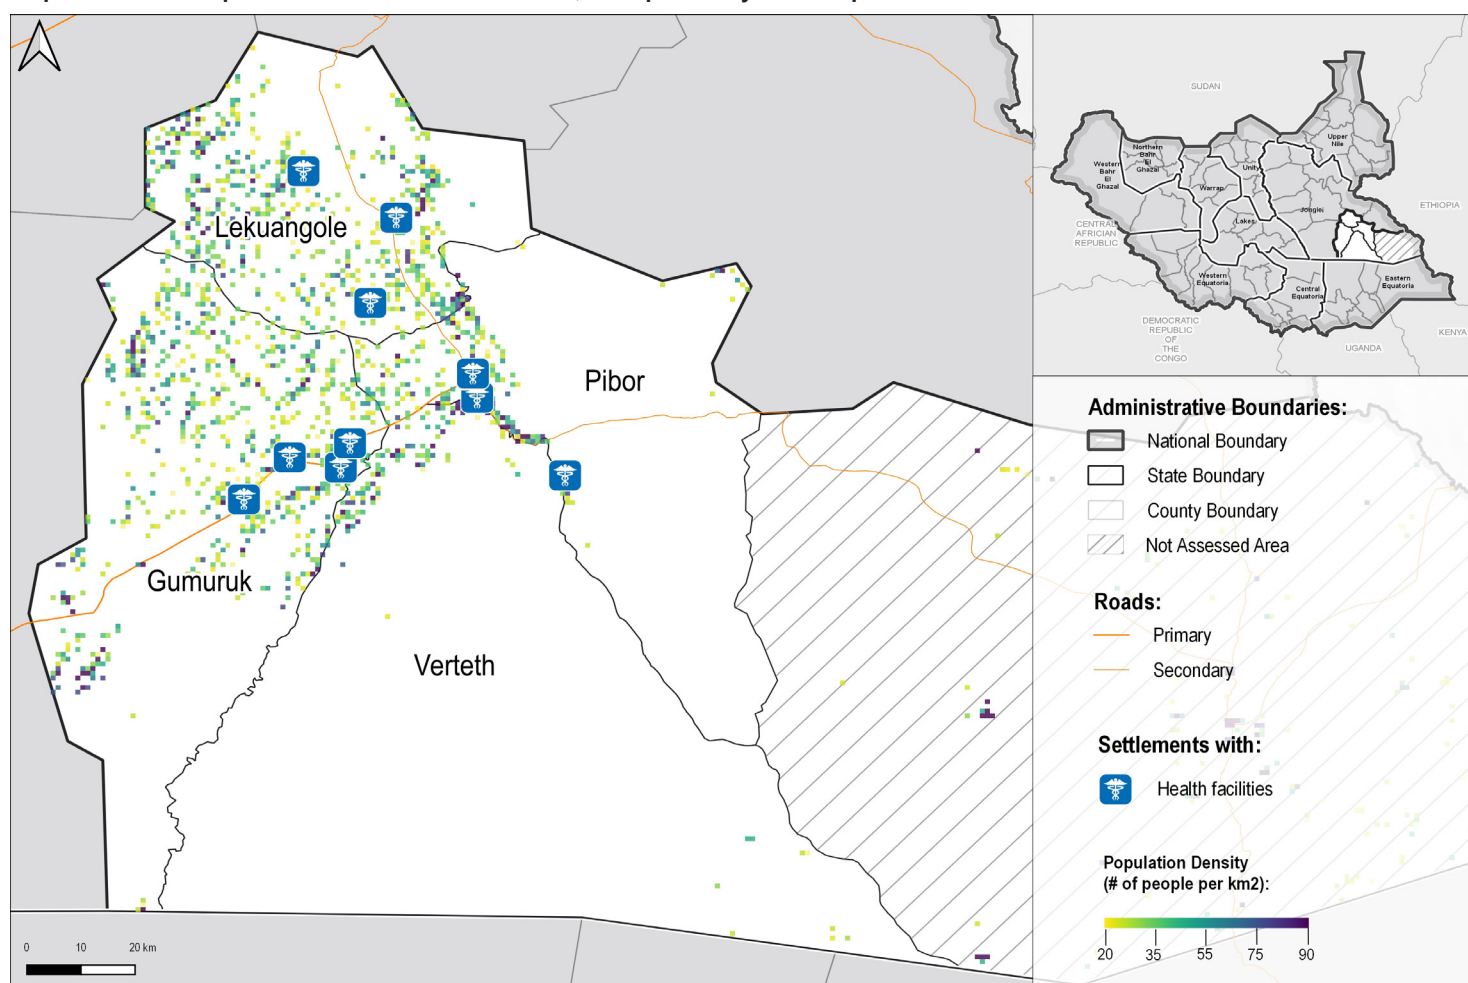 Lekuangole
Pibor
Gumuruk
Verteth
0 10 20 km
SUDAN
Upper
Nile
Northern
Bahr
El
Ghazal
Western
Bahr
El
Ghazal
Unity
Warrap
Jonglei
Lakes
ETHIOPIA
CENTRAL
AFRICIAN
REPUBLIC
Western
Equatoria
Central
Equatoria
Eastern
Equatoria
DEMOCRATIC
REPUBLIC
OF
THE
CONGO
UGANDA
KENYA
Administrative Boundaries:
National Boundary
State Boundary
County Boundary
Not Assessed Area
Roads:
Primary
Secondary
Settlements with:
Health facilities
Population Density
(# of people per km2):
20 35 55 75 90